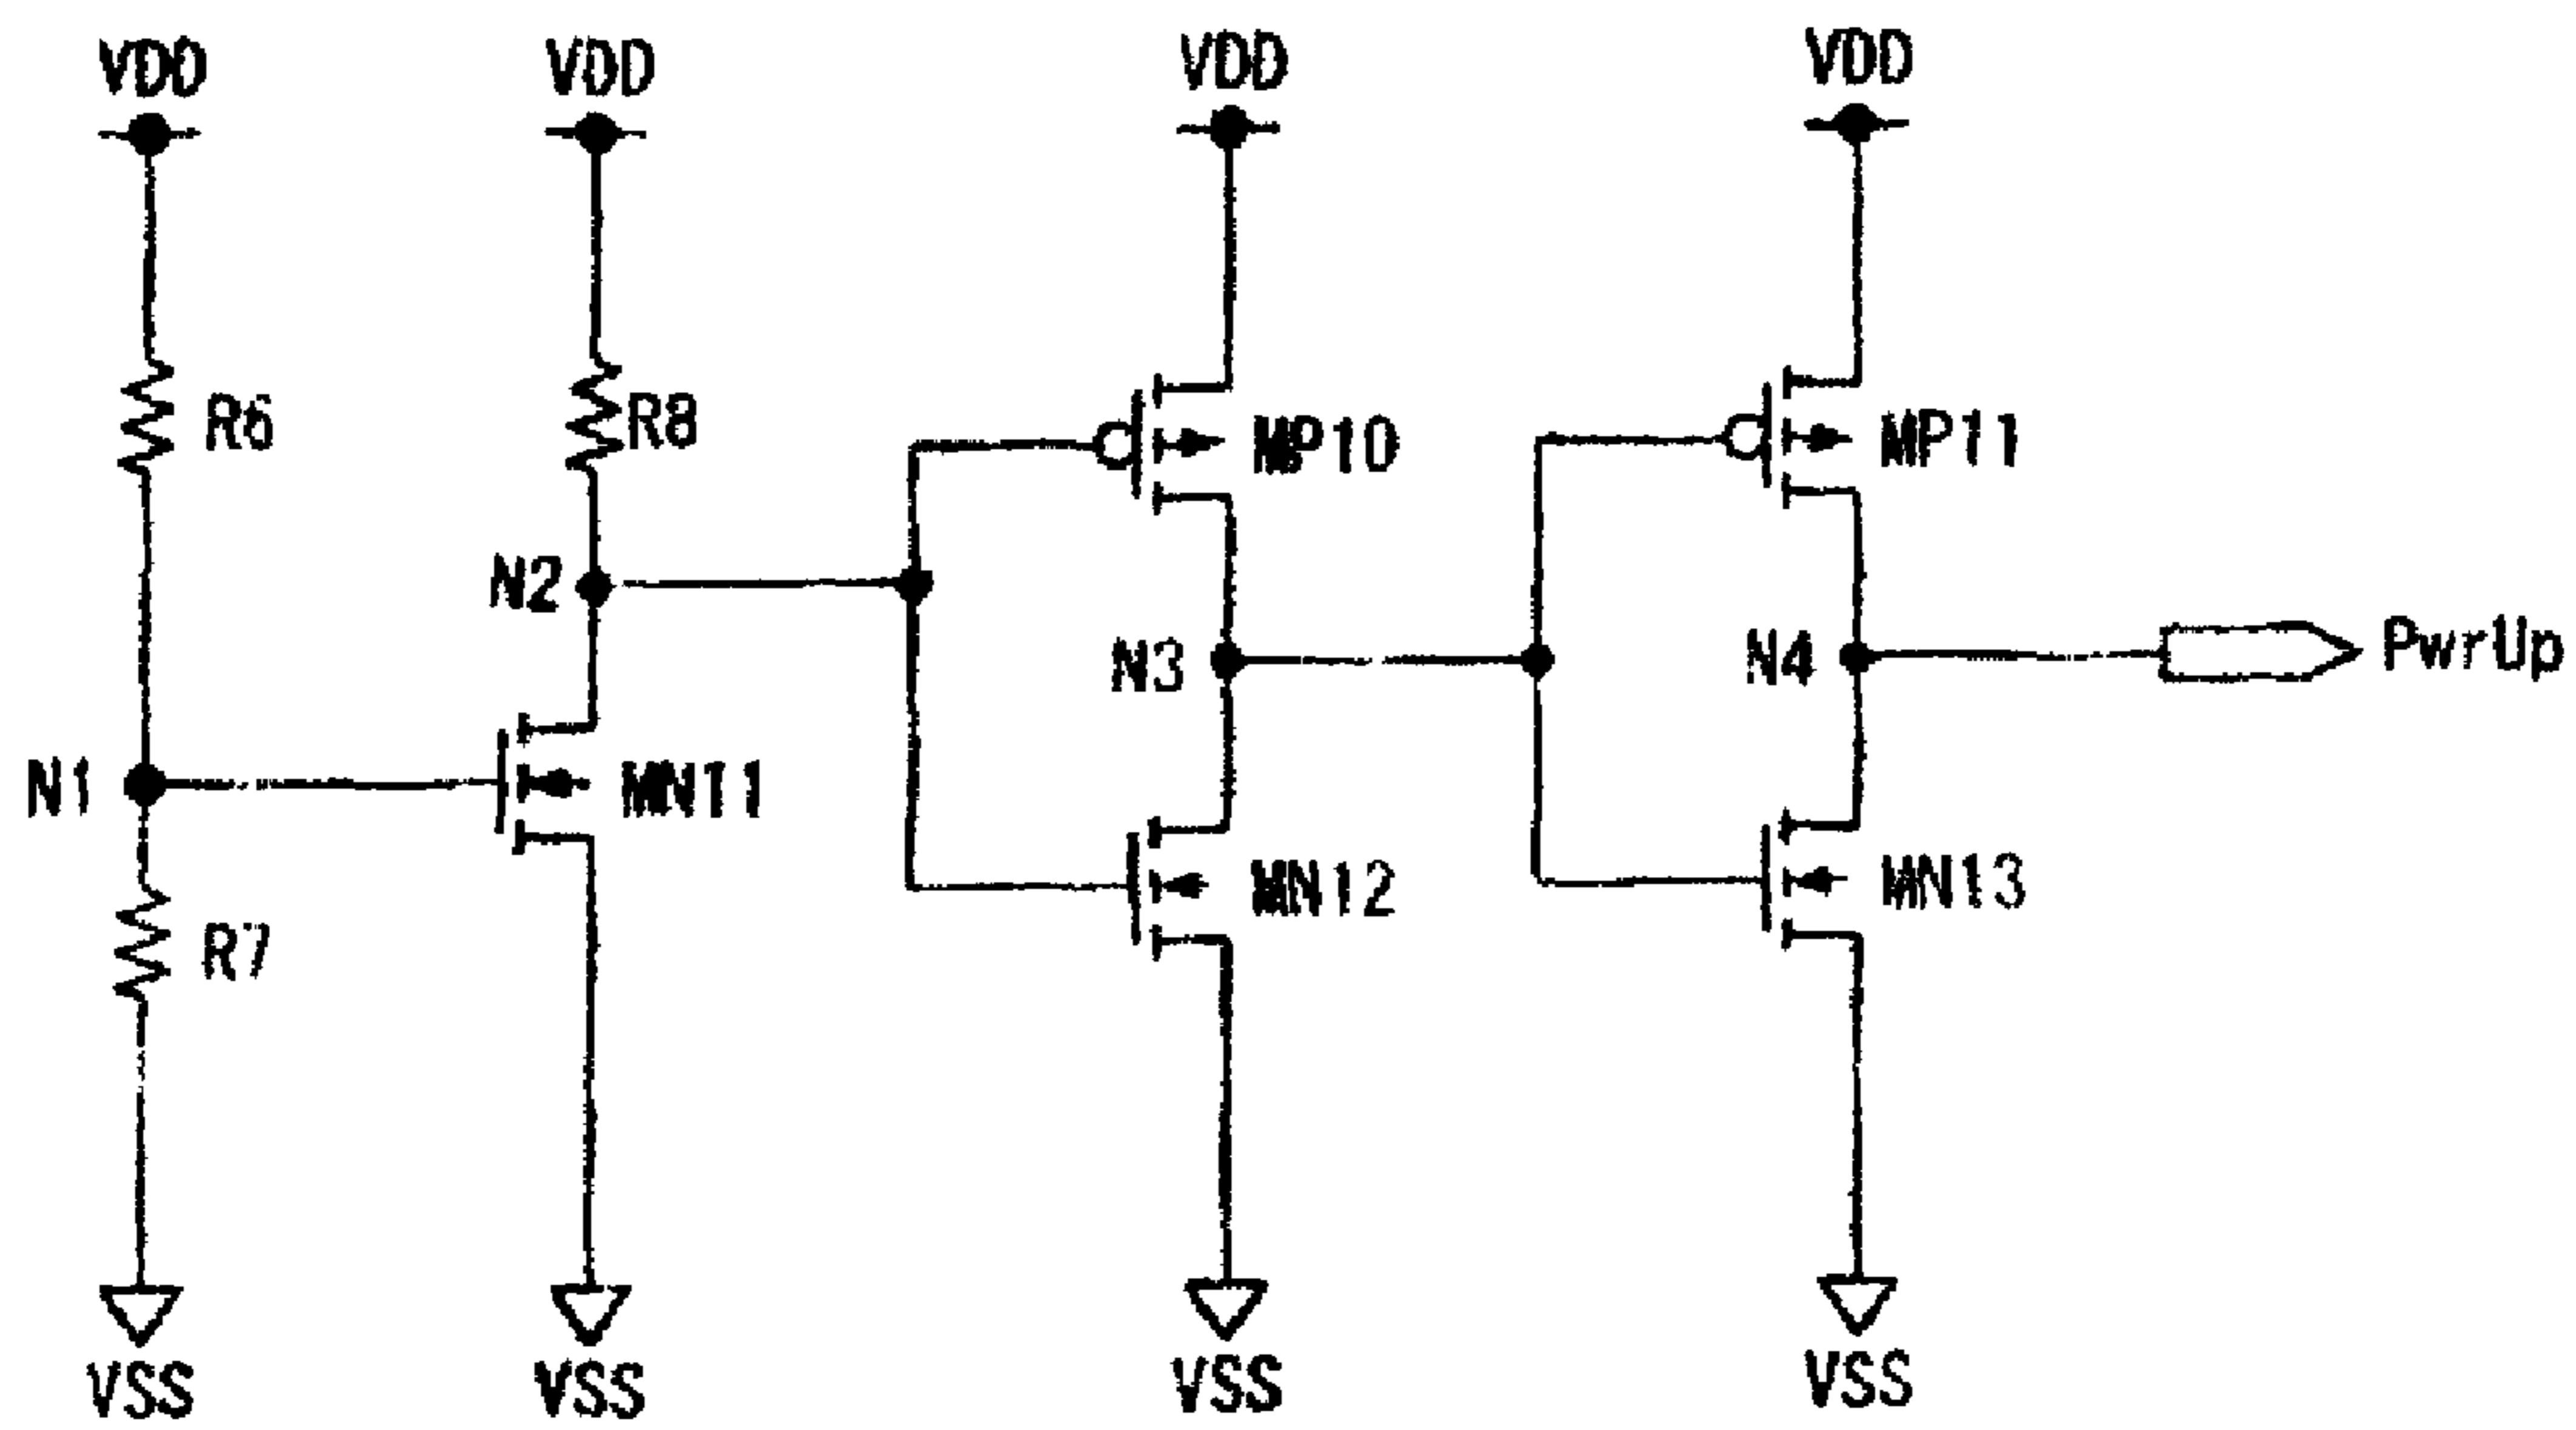 VDD VDD VDD VDD
R6 R8 MP10 MP11
N2 N3 N4 PwrUp
N1 MN11 MN12 MN13
R7
VSS VSS VSS VSS